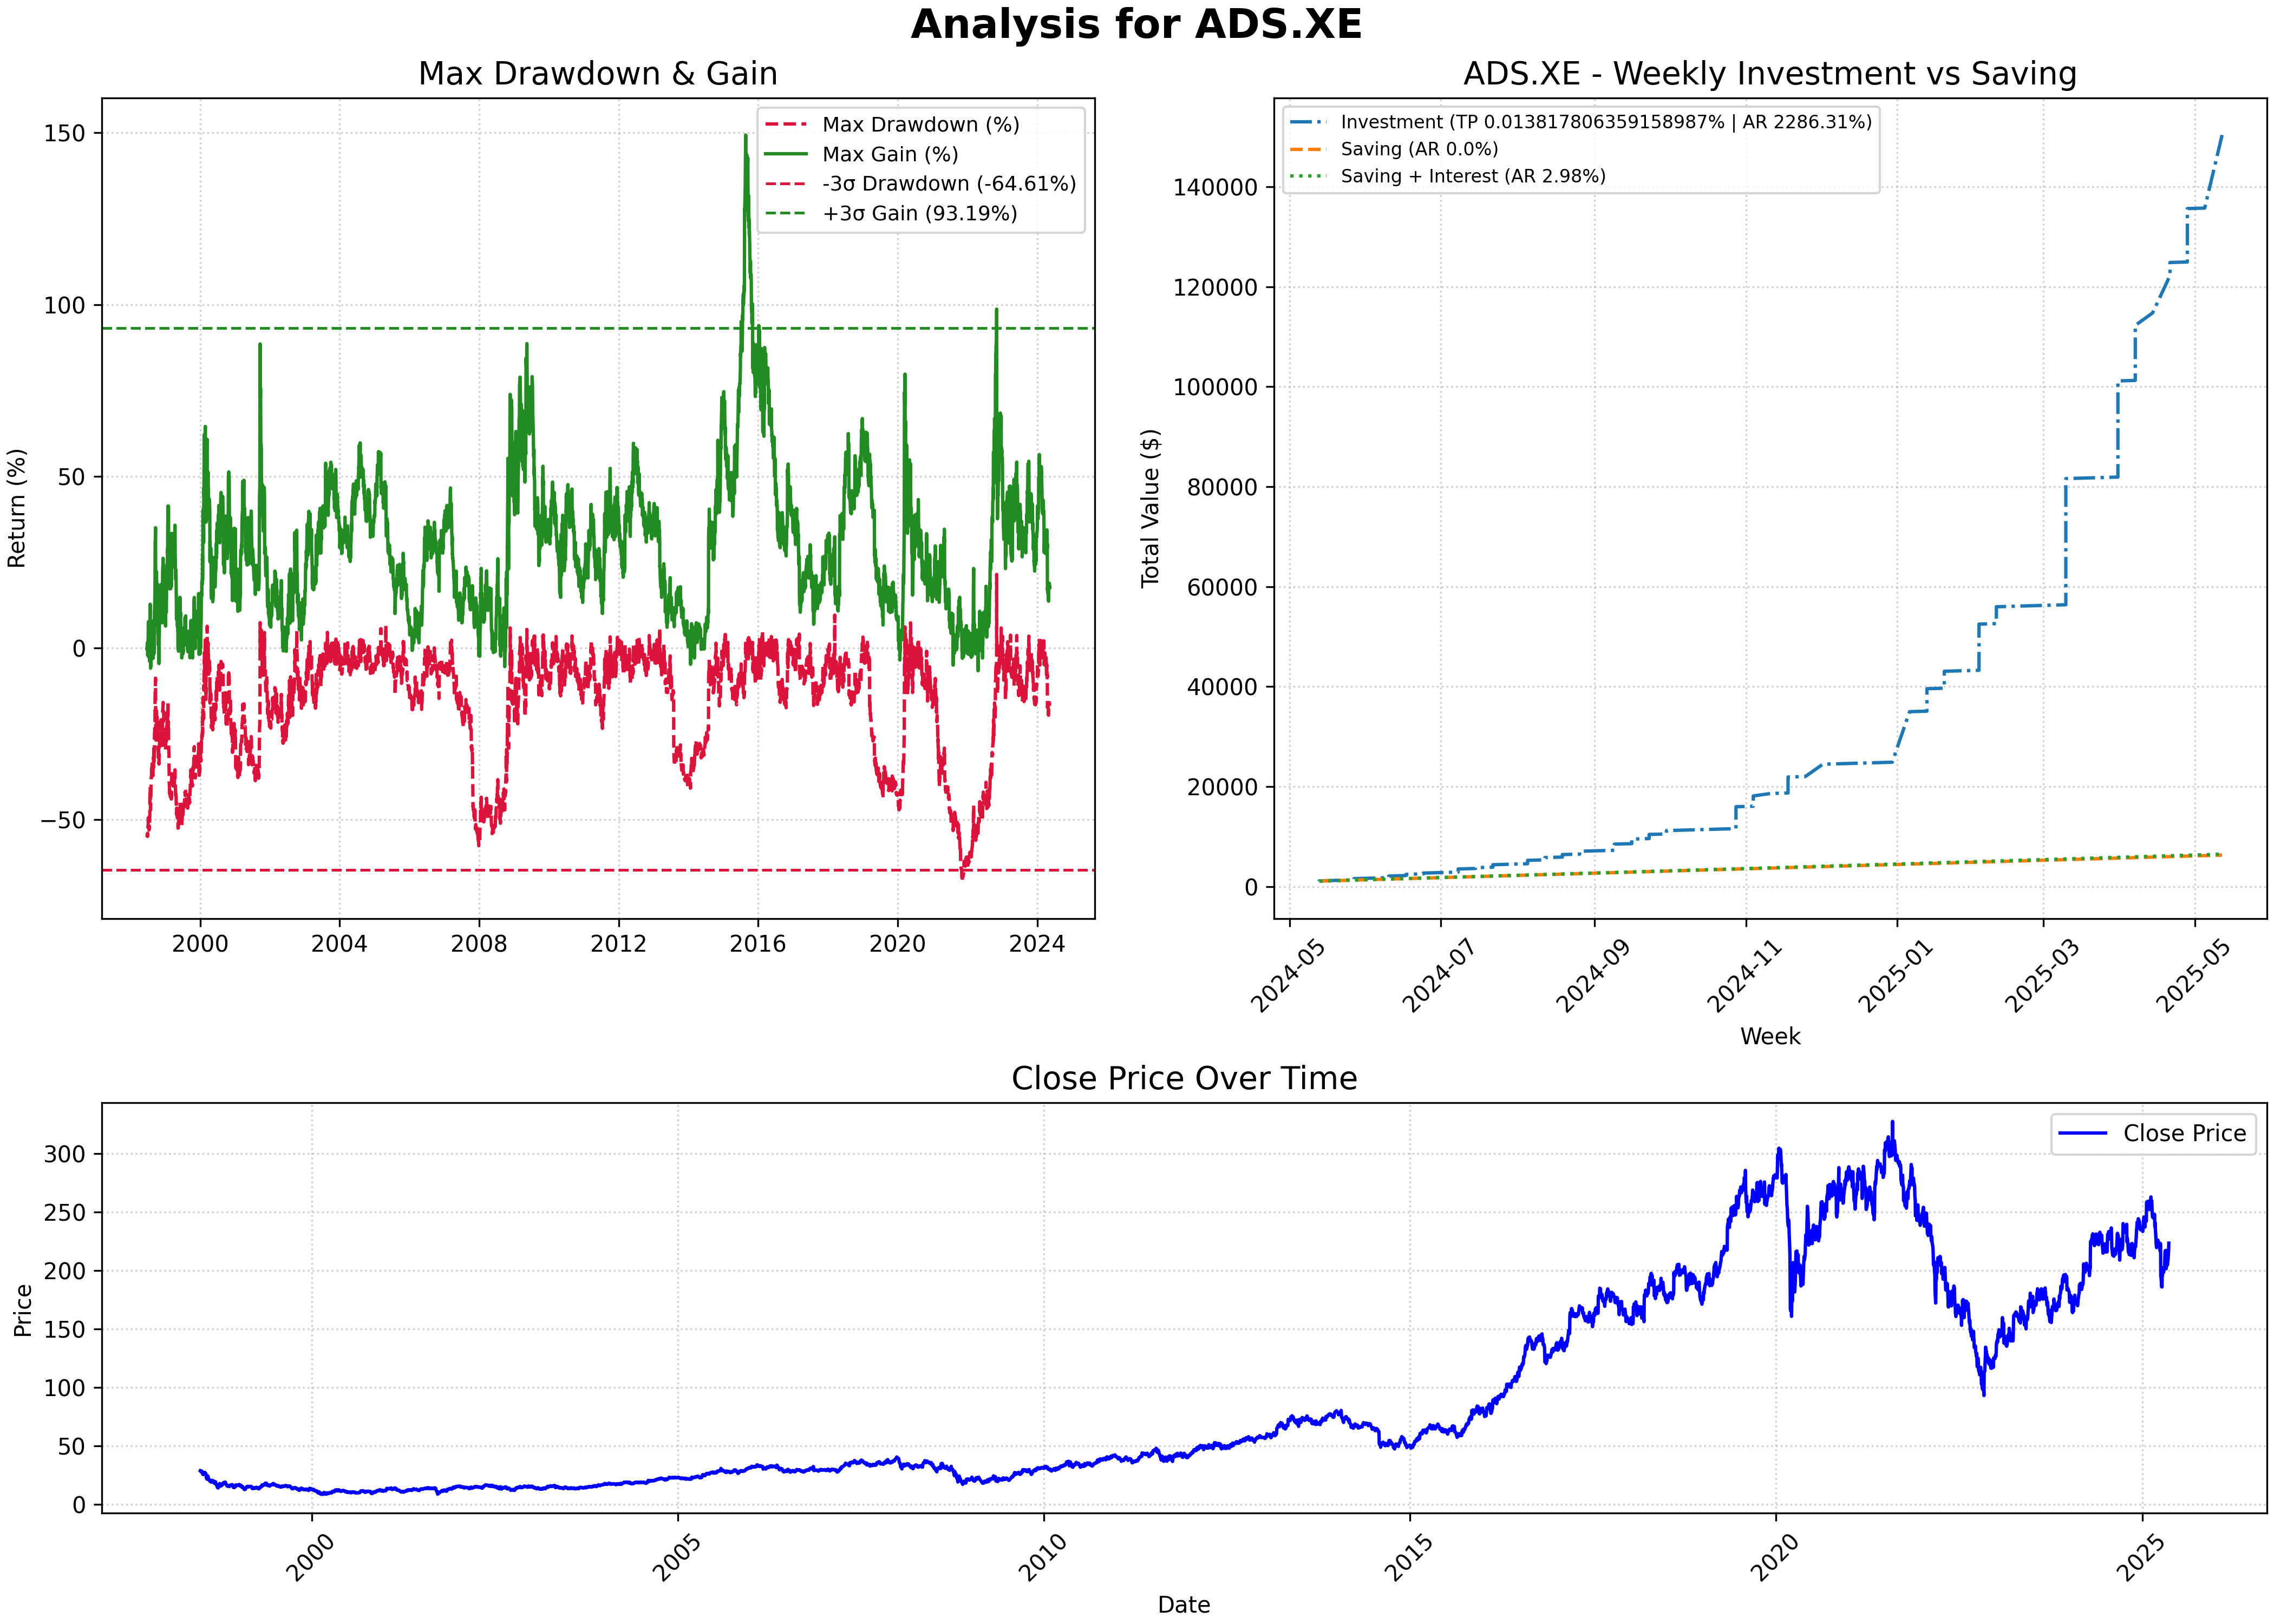 Analysis for ADS.XE
Max Drawdown & Gain
Return (%)
150
100
50
0
−50
Max Drawdown (%)
Max Gain (%)
-3σ Drawdown (-64.61%)
+3σ Gain (93.19%)
2000
2004
2008
2012
2016
2020
2024
ADS.XE - Weekly Investment vs Saving
Total Value ($)
140000
120000
100000
80000
60000
40000
20000
0
Investment (TP 0.013817806359158987% | AR 2286.31%)
Saving (AR 0.0%)
Saving + Interest (AR 2.98%)
2024-05
2024-07
2024-09
2024-11
2025-01
2025-03
2025-05
Week
Close Price Over Time
Price
300
250
200
150
100
50
0
Close Price
2000
2005
2010
2015
2020
2025
Date